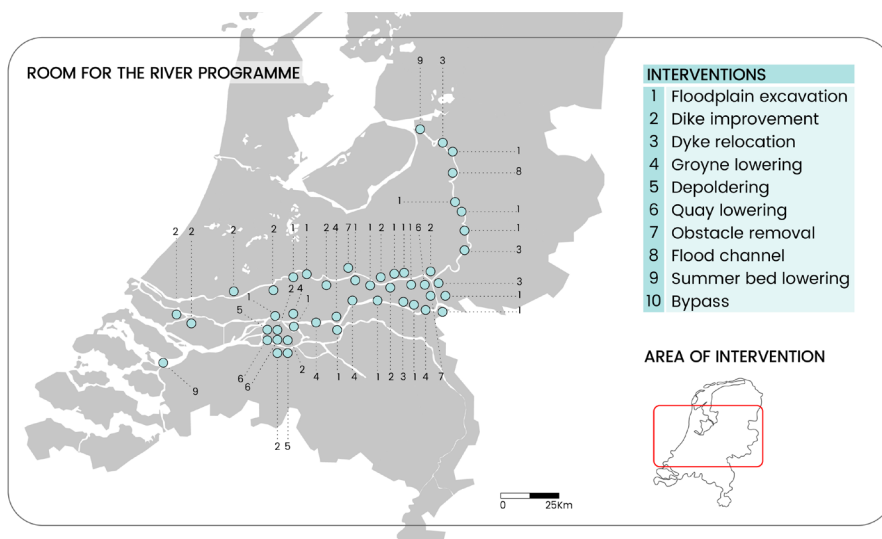 9 3
ROOM FOR THE RIVER PROGRAMME
INTERVENTIONS
1 Floodplain excavation
2 Dike improvement
3 Dyke relocation
4 Groyne lowering
5 Depoldering
6 Quay lowering
7 Obstacle removal
8 Flood channel
9 Summer bed lowering
10 Bypass
1
8
1 1
1
2 2 2 2 1 1 2 4 7 1 1 2 1 1 1 6 2
3
3
1 2 4 1
1
5
1
AREA OF INTERVENTION
9 6 2 4 1 4 1 2 3 1 4 7
6
2 5
0 25Km